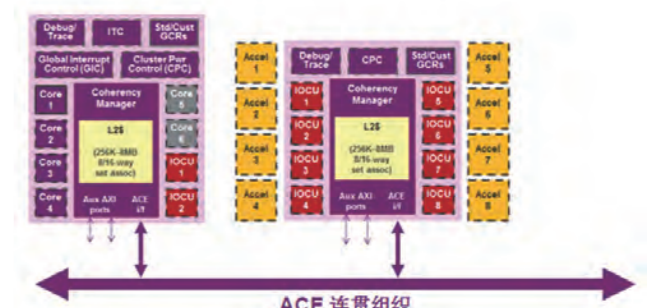 Debug/
Trace
ITC
Std/Cust
GCRs
Global Interrupt
Control (GIC)
Cluster Pwr
Control (CPC)
Core
1
Core
2
Core
3
Core
4
Coherency
Manager
L2$
(256K-8MB
8/16-way
set assoc)
Aux AXI
ports
ACE
i/f
Core
5
Core
6
IOCU
1
IOCU
2
Accel
1
Accel
2
Accel
3
Accel
4
Debug/
Trace
CPC
Std/Cust
GCRs
IOCU
1
IOCU
2
IOCU
3
IOCU
4
Coherency
Manager
L2$
(256K-8MB
8/16-way
set assoc)
Aux AXI
ports
ACE
i/f
IOCU
5
IOCU
6
IOCU
7
IOCU
8
Accel
5
Accel
6
Accel
7
Accel
8
ACE 连贯组织